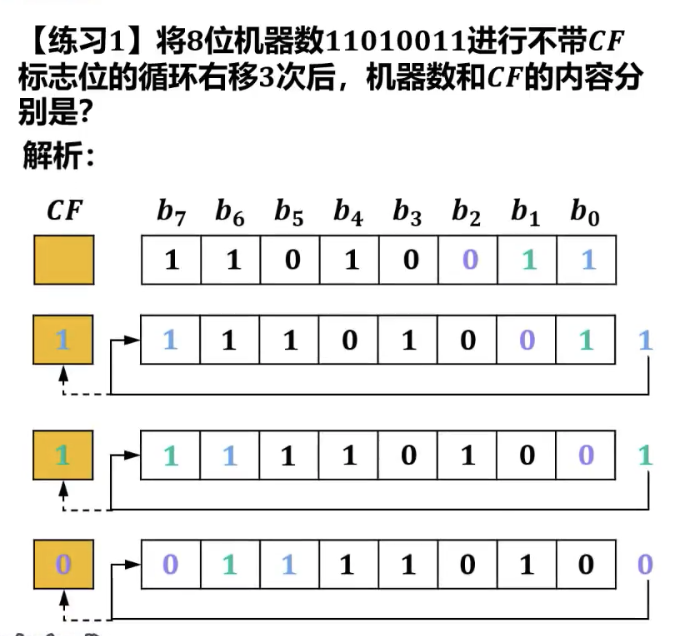 【练习1】将8位机器数11010011进行不带CF
标志位的循环右移3次后，机器数和CF的内容分
别是？
解析：
CF b₇ b₆ b₅ b₄ b₃ b₂ b₁ b₀
1 1 0 1 0 0 1 1
1 1 1 1 0 1 0 0 1 1
1 1 1 1 1 0 1 0 0 1
0 0 1 1 1 1 0 1 0 0